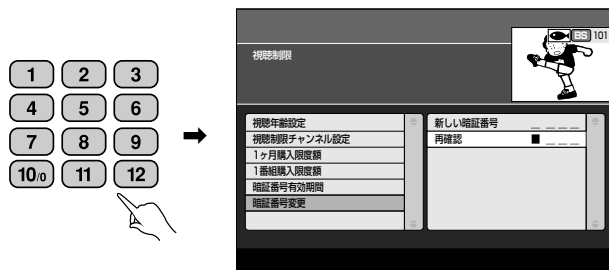 1 2 3
4 5 6
7 8 9
10/0 11 12
BS 101
視聴制限
視聴年齢設定
視聴制限チャンネル設定
1ヶ月購入限度額
1番組購入限度額
暗証番号有効期間
暗証番号変更
新しい暗証番号 _ _ _ _
再確認 ■ _ _ _